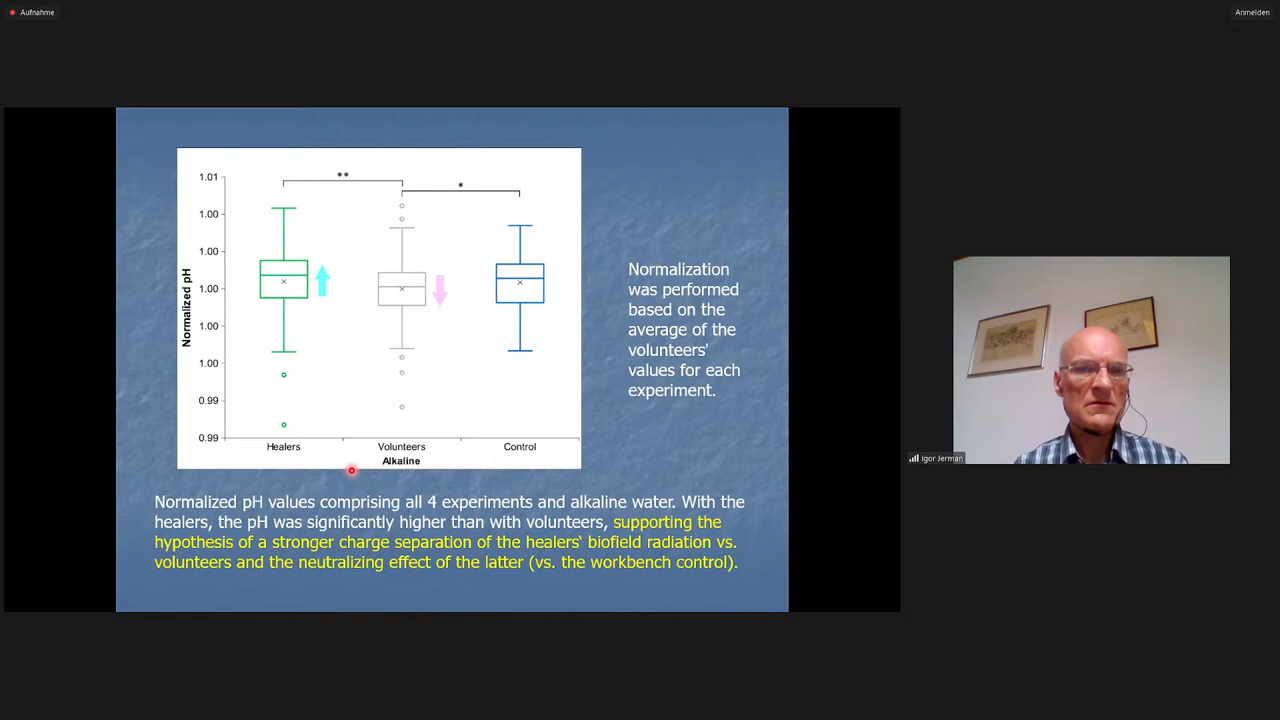 Aufnahme
Anmelden
**
*
1.01
1.00
1.00
1.00
1.00
1.00
0.99
0.99
Normalized pH
Healers
Volunteers
Control
Alkaline
Normalization
was performed
based on the
average of the
volunteers'
values for each
experiment.
Igor Jerman
Normalized pH values comprising all 4 experiments and alkaline water. With the
healers, the pH was significantly higher than with volunteers, supporting the
hypothesis of a stronger charge separation of the healers' biofield radiation vs.
volunteers and the neutralizing effect of the latter (vs. the workbench control).